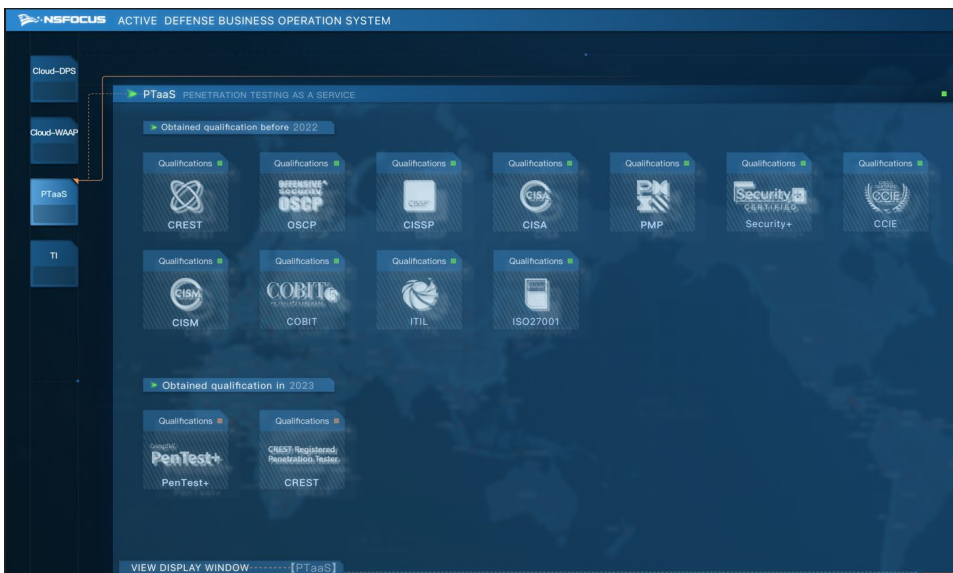 NSFOCUS ACTIVE DEFENSE BUSINESS OPERATION SYSTEM
Cloud-DPS
Cloud-WAAP
PTaaS
TI
PTaaS PENETRATION TESTING AS A SERVICE
Obtained qualification before 2022
Qualifications Qualifications Qualifications Qualifications Qualifications Qualifications Qualifications
OFFENSIVE
SECURITY
OSCP CISSP CISA PM Security+ CCIE
CERTIFIED
CREST OSCP CISSP CISA PMP Security+ CCIE
Qualifications Qualifications Qualifications Qualifications
CISM COBIT
CISM COBIT ITIL ISO27001
Obtained qualification in 2023
Qualifications Qualifications
CompTIA
PenTest+ CREST Registered
Penetration Tester
PenTest+ CREST
VIEW DISPLAY WINDOW--------【PTaaS】